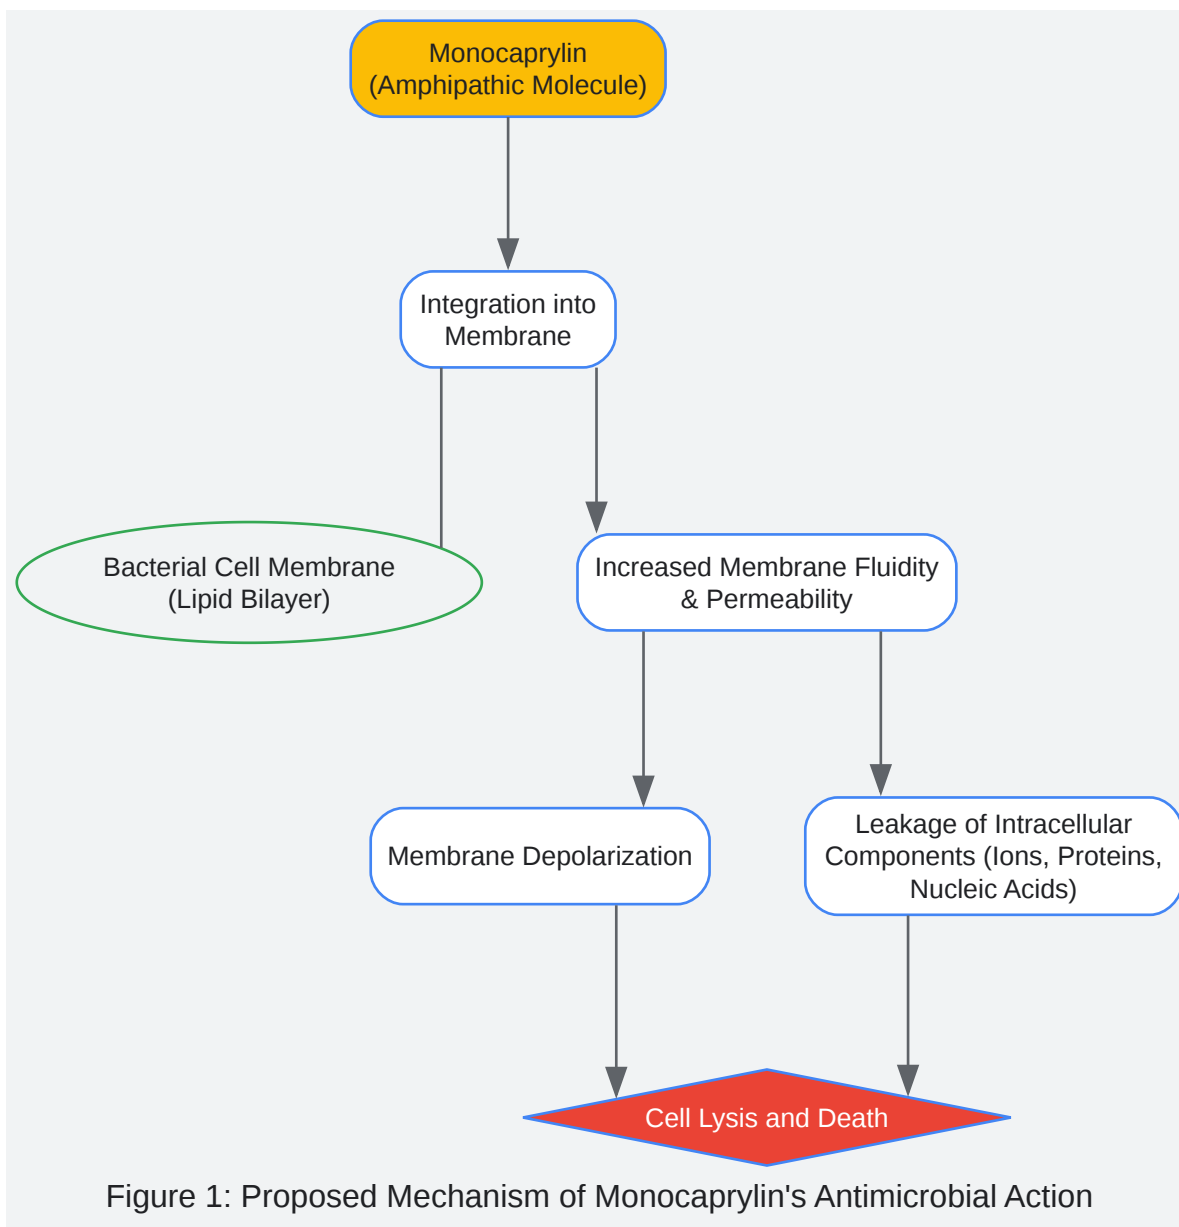 Monocaprylin
(Amphipathic Molecule)
Integration into
Membrane
Bacterial Cell Membrane
(Lipid Bilayer)
Increased Membrane Fluidity
& Permeability
Membrane Depolarization
Leakage of Intracellular
Components (Ions, Proteins,
Nucleic Acids)
Cell Lysis and Death
Figure 1: Proposed Mechanism of Monocaprylin's Antimicrobial Action